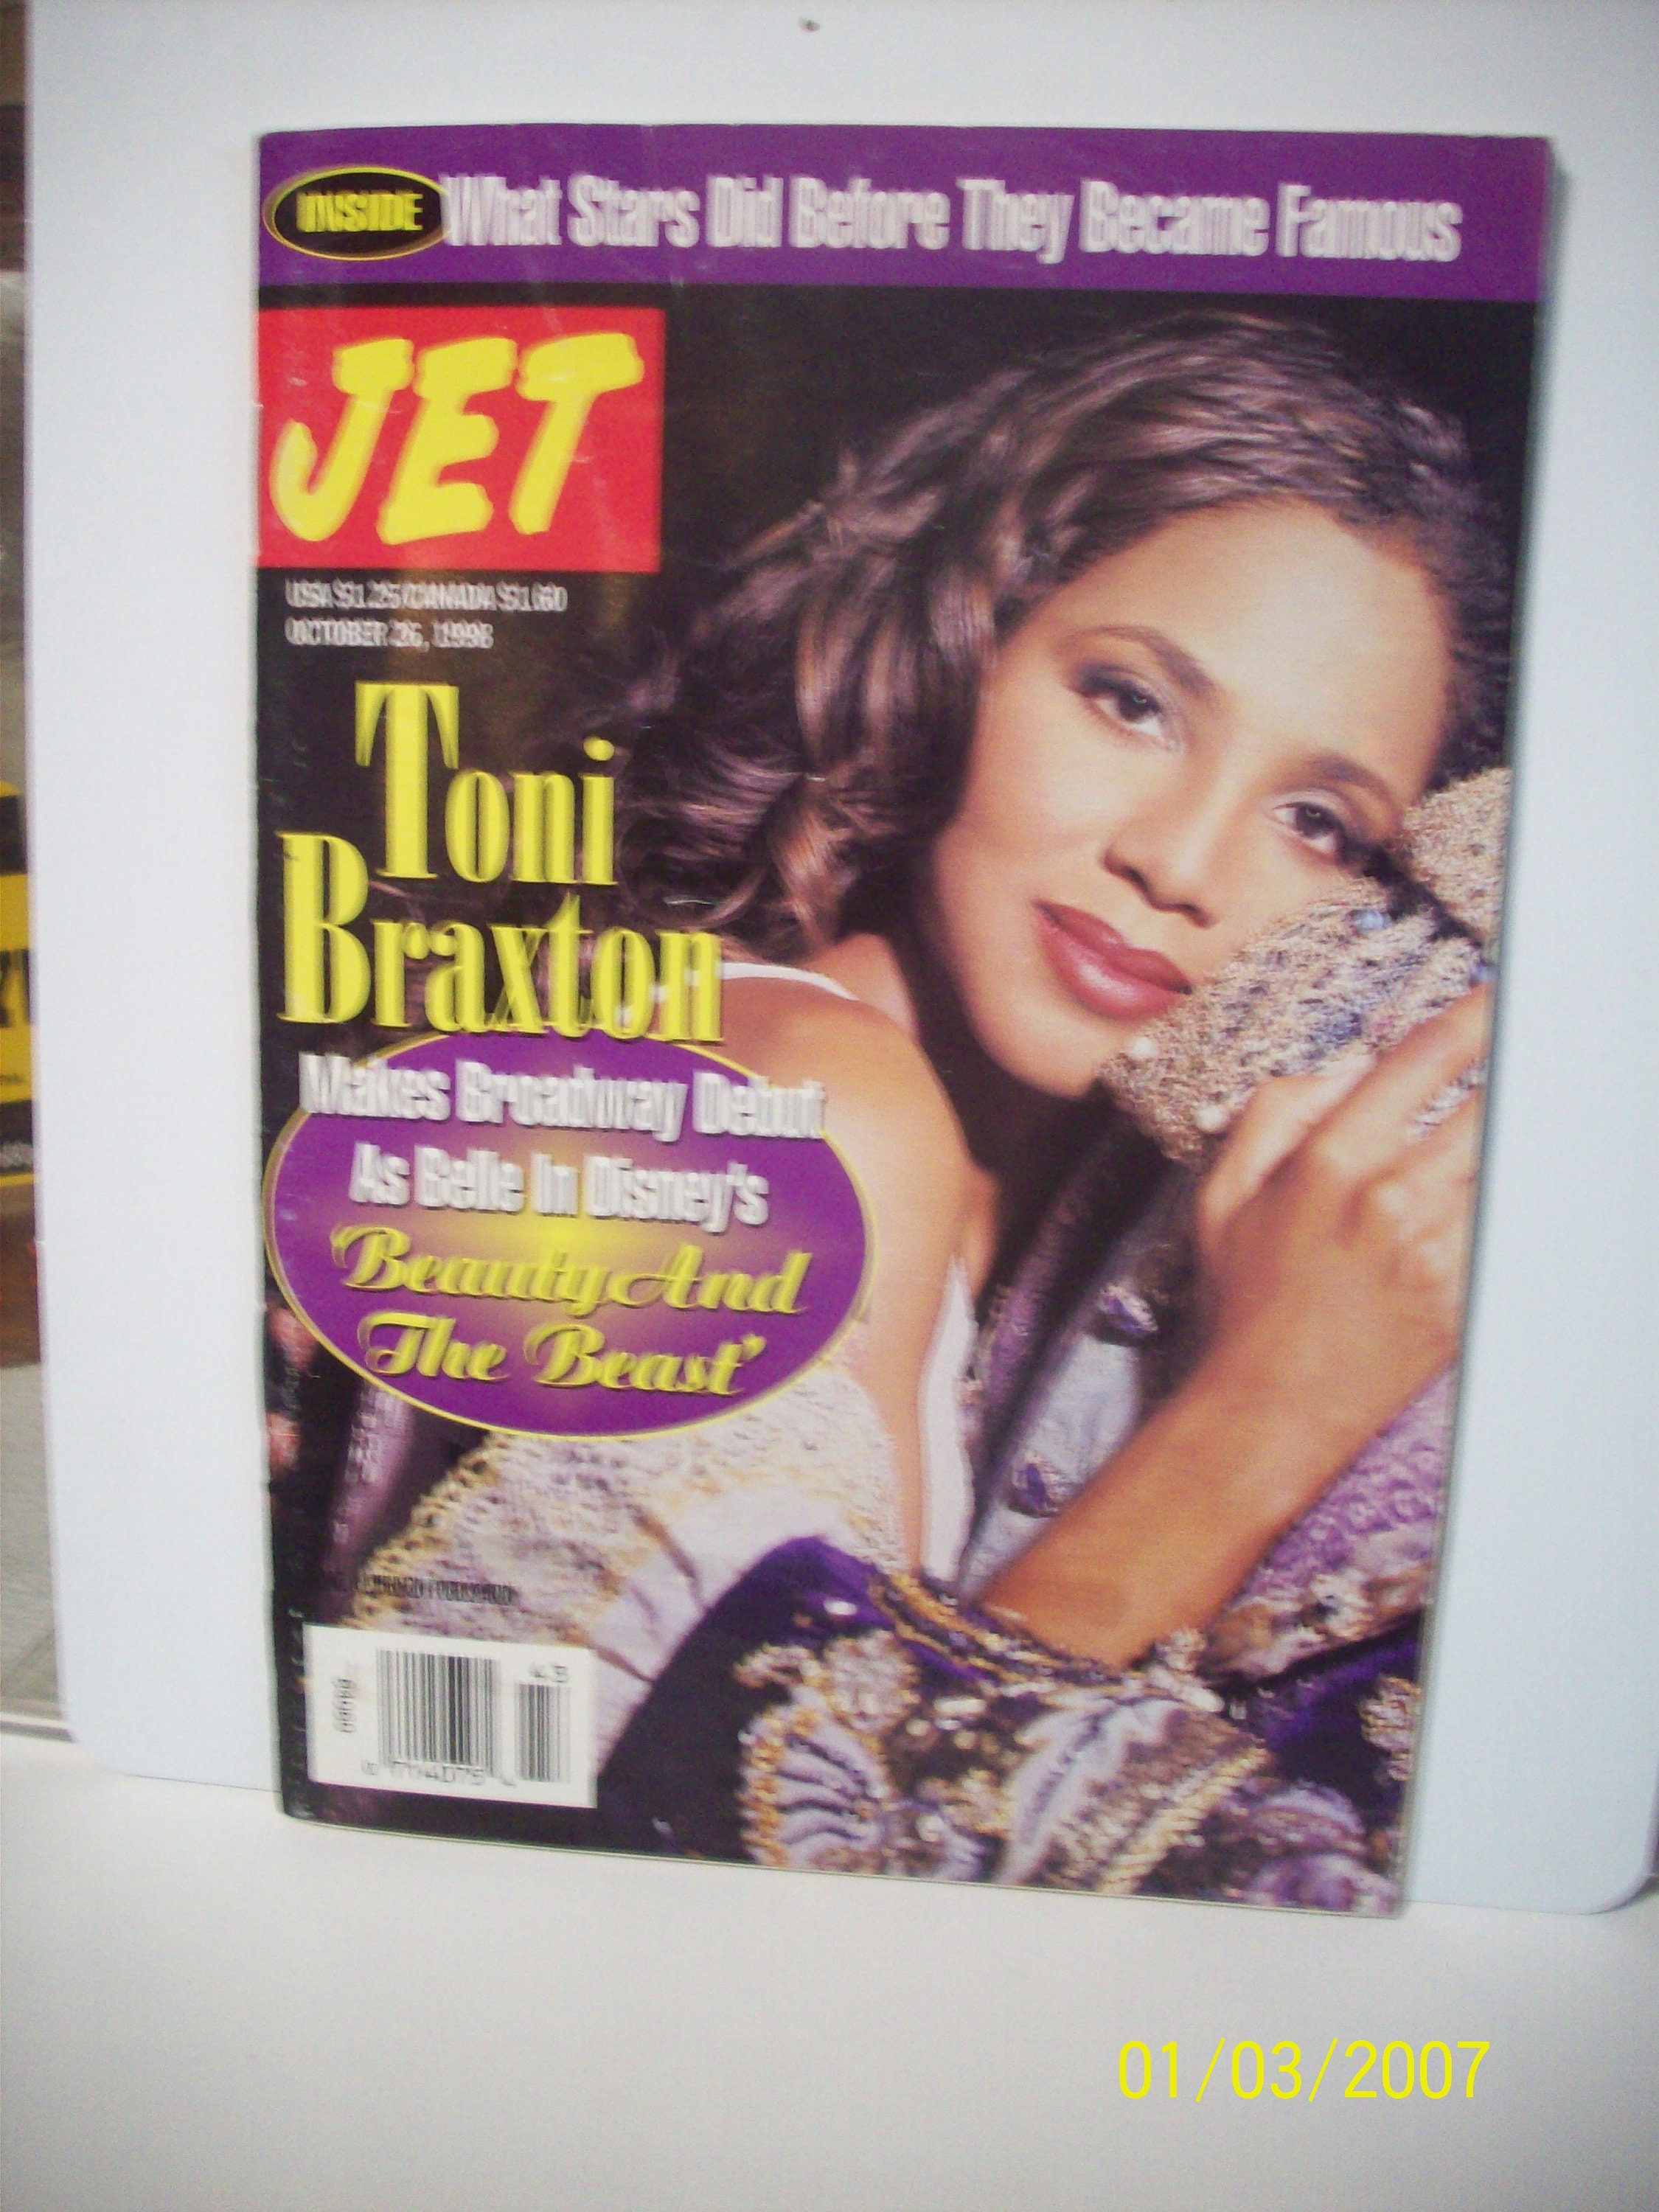 INSIDE What Stars Did Before They Became Famous
JET
USA $1.25/CANADA $1.60
OCTOBER 26, 1998
Toni
Braxton
Makes Broadway Debut
As Belle In Disney's
'Beauty And
The Beast'
43
01/03/2007